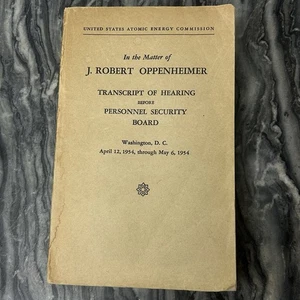 UNITED STATES ATOMIC ENERGY COMMISSION
In the Matter of
J. ROBERT OPPENHEIMER
TRANSCRIPT OF HEARING
BEFORE
PERSONNEL SECURITY
BOARD
Washington, D. C.
April 12, 1954, through May 6, 1954